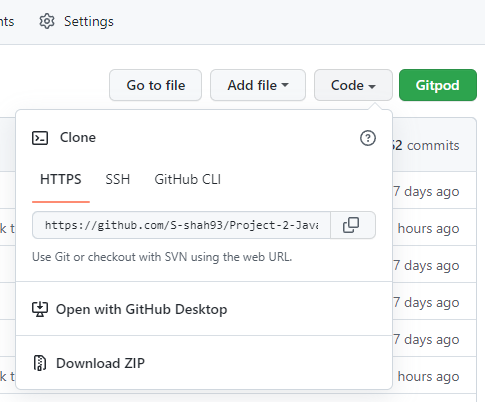 nts Settings
Go to file Add file Code Gitpod
Clone
62 commits
HTTPS SSH GitHub CLI
7 days ago
https://github.com/S-shah93/Project-2-Java
k t hours ago
Use Git or checkout with SVN using the web URL.
7 days ago
Open with GitHub Desktop
7 days ago
7 days ago
Download ZIP
k t hours ago